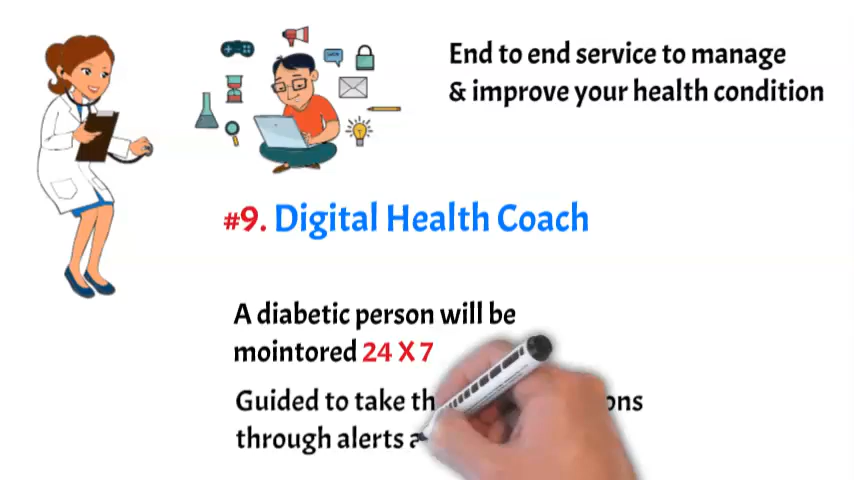 End to end service to manage
& improve your health condition
#9. Digital Health Coach
A diabetic person will be
mointored 24 X 7
Guided to take
through alerts